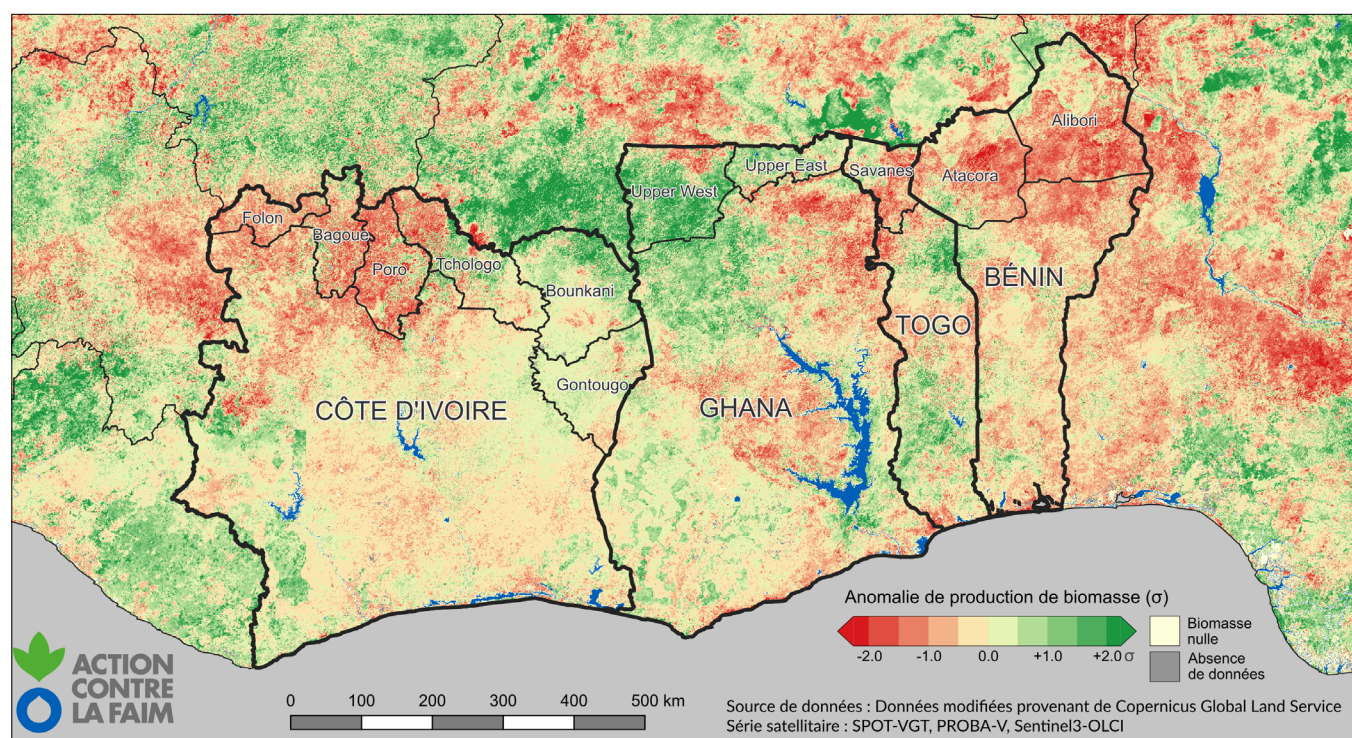 Alibori
Upper East
Savanes
Atacora
Upper West
Folon
Bagoue
Poro
Tchologo
Bounkani
BÉNIN
TOGO
Gontougo
CÔTE D'IVOIRE
GHANA
Anomalie de production de biomasse (σ)
-2.0 -1.0 0.0 +1.0 +2.0 σ
Biomasse
nulle
Absence
de données
ACTION
CONTRE
LA FAIM
0 100 200 300 400 500 km
Source de données : Données modifiées provenant de Copernicus Global Land Service
Série satellitaire : SPOT-VGT, PROBA-V, Sentinel3-OLCI